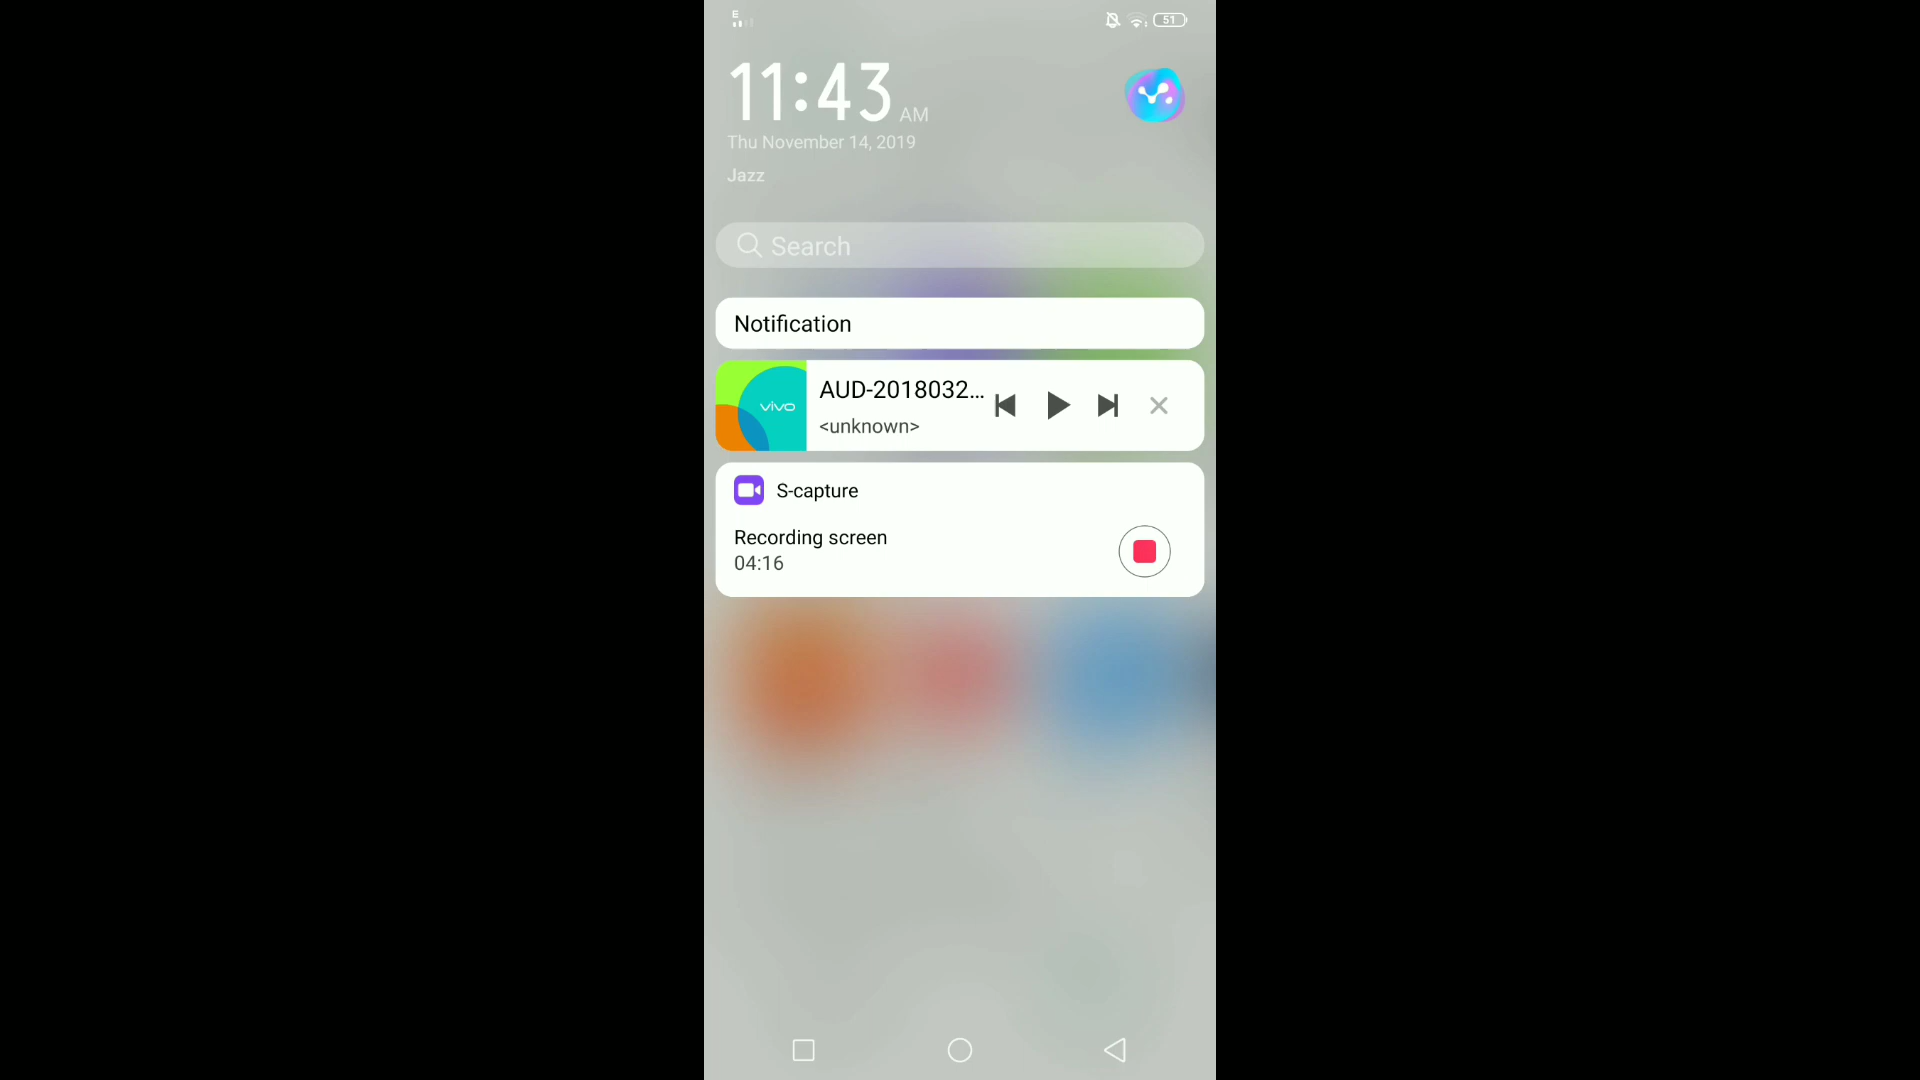 E
51
11:43 AM
Thu November 14, 2019
Jazz
Search
Notification
vivo
AUD-2018032...
<unknown>
S-capture
Recording screen
04:16